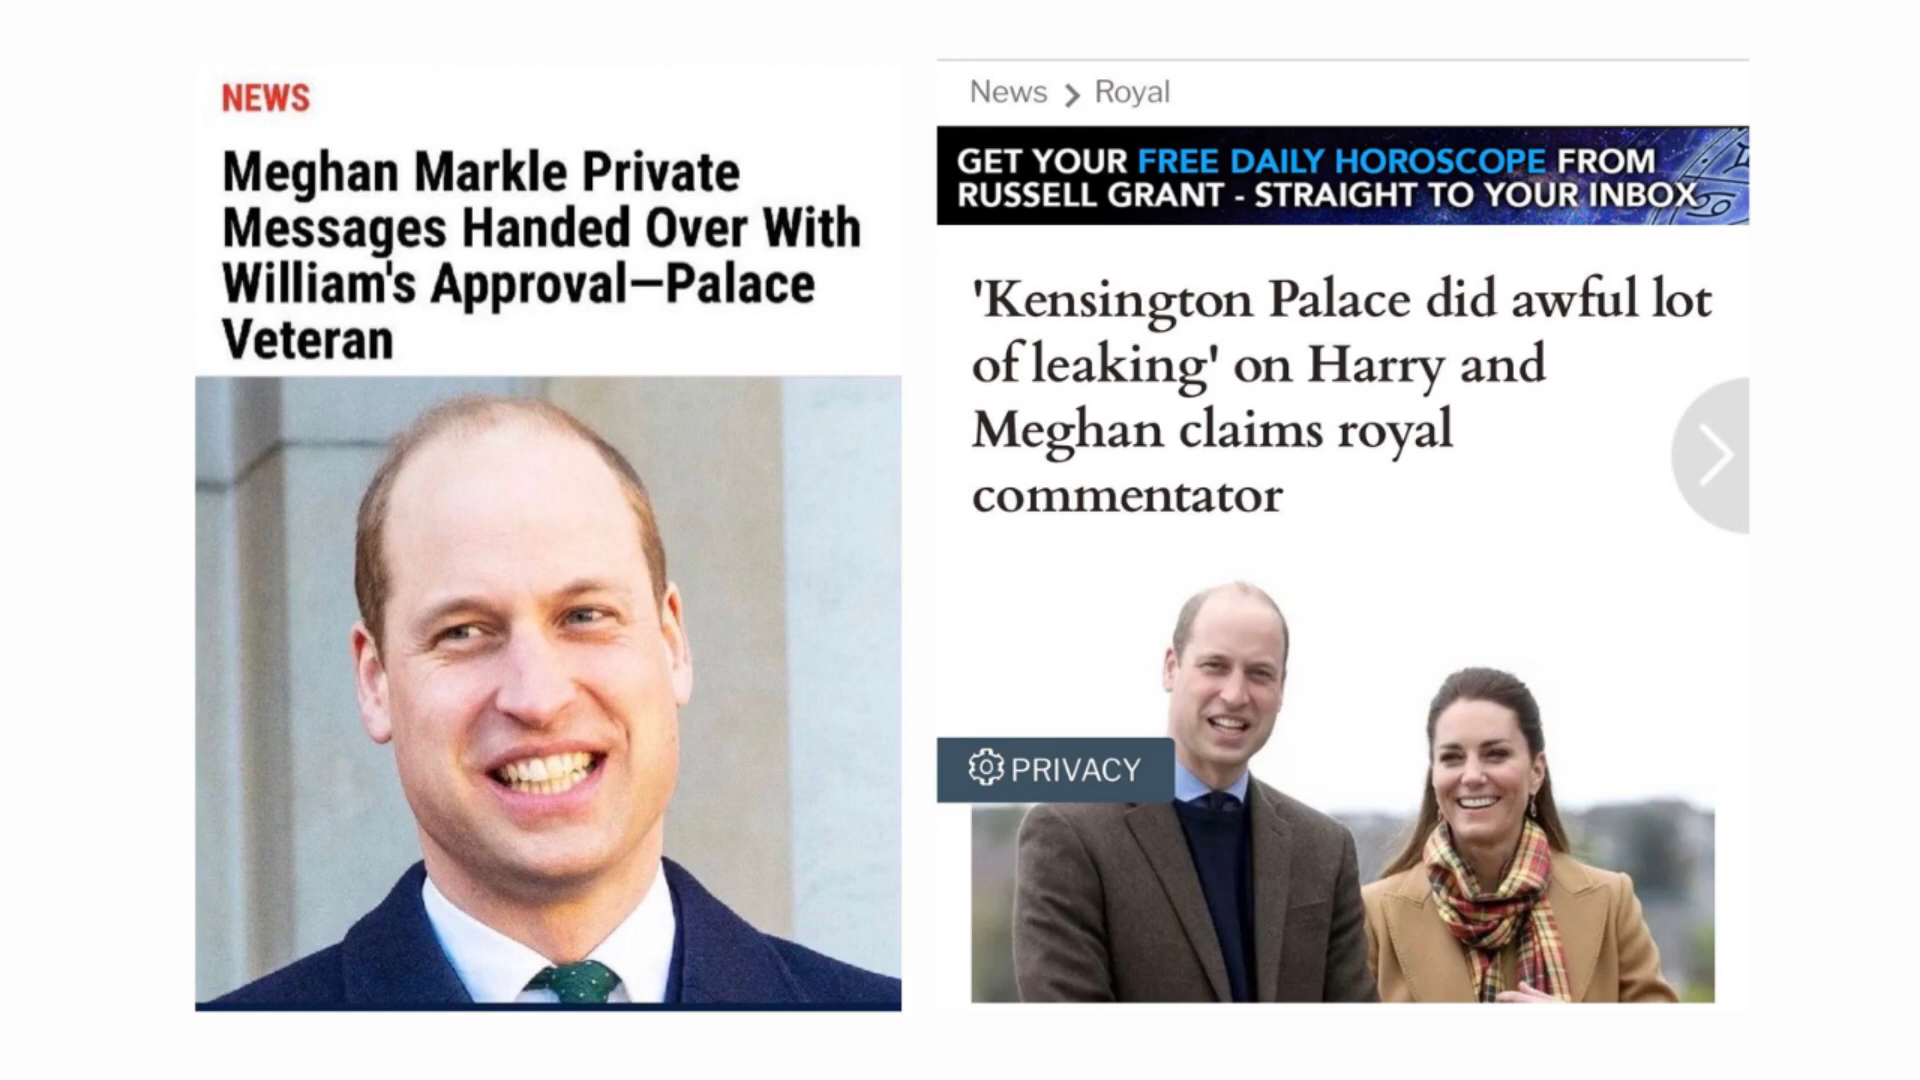 NEWS
Meghan Markle Private
Messages Handed Over With
William's Approval—Palace
Veteran
News > Royal
GET YOUR FREE DAILY HOROSCOPE FROM
RUSSELL GRANT - STRAIGHT TO YOUR INBOX
'Kensington Palace did awful lot
of leaking' on Harry and
Meghan claims royal
commentator
PRIVACY